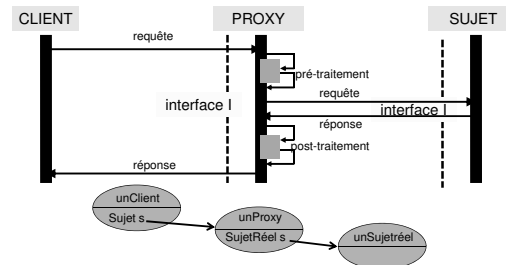 CLIENT
PROXY
SUJET
requête
pré-traitement
requête
interface I
interface I
réponse
post-traitement
réponse
unClient
Sujet s
unProxy
SujetRéel s
unSujetréel